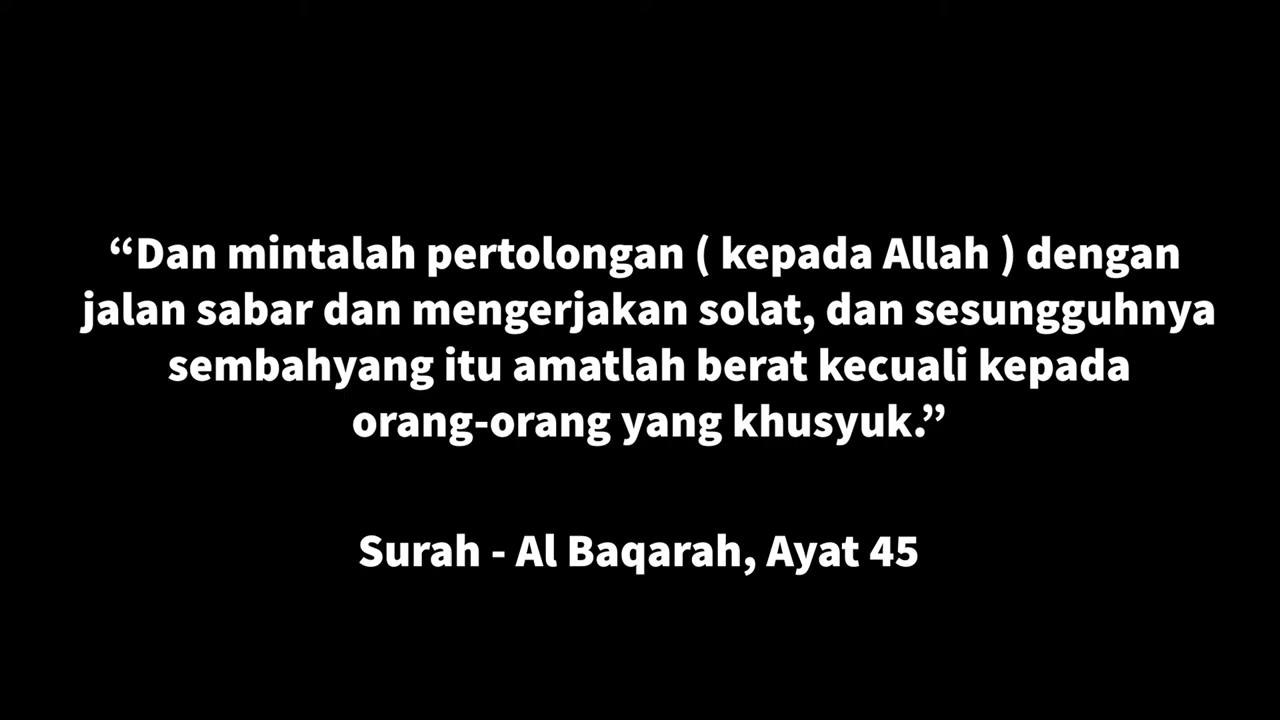 “Dan mintalah pertolongan ( kepada Allah ) dengan
jalan sabar dan mengerjakan solat, dan sesungguhnya
sembahyang itu amatlah berat kecuali kepada
orang-orang yang khusyuk.”
Surah - Al Baqarah, Ayat 45